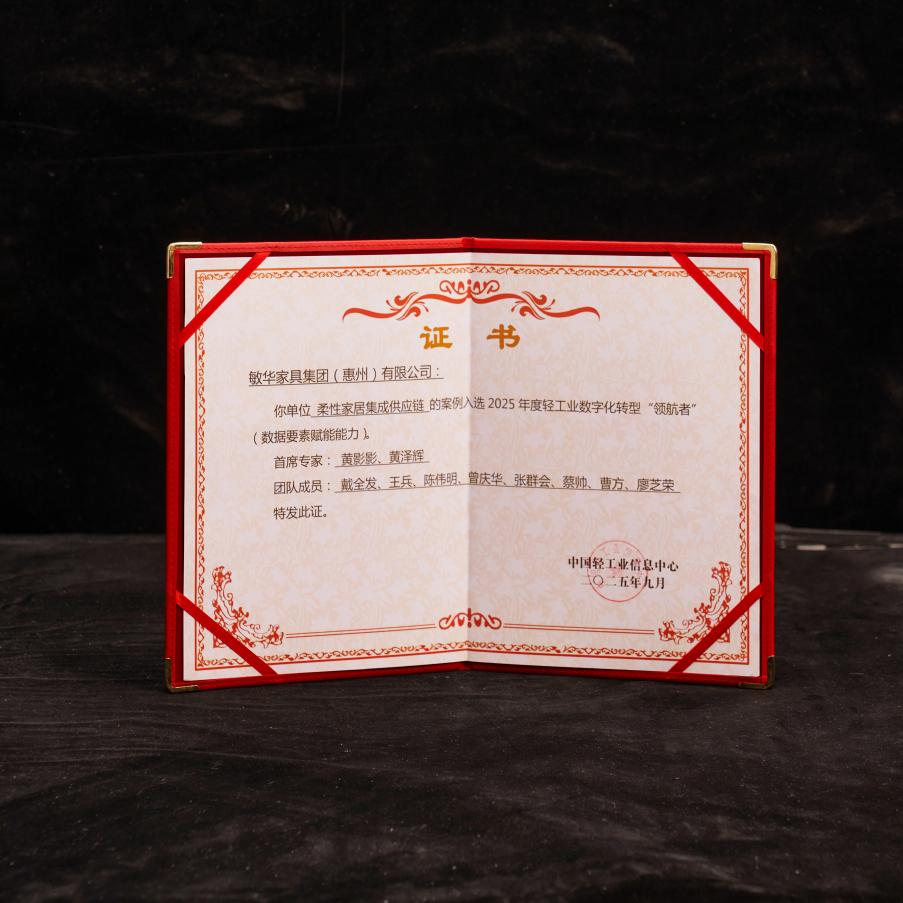 证书
敏华家具集团（惠州）有限公司：
你单位 柔性家居集成供应链 的案例入选 2025 年度轻工业数字化转型“领航者”
（数据要素赋能能力）。
首席专家： 黄影影、黄泽辉
团队成员： 戴全发、王兵、陈伟明、曾庆华、张群会、蔡帅、曹方、廖芝荣
特发此证。
中国轻工业信息中心
二〇二五年九月